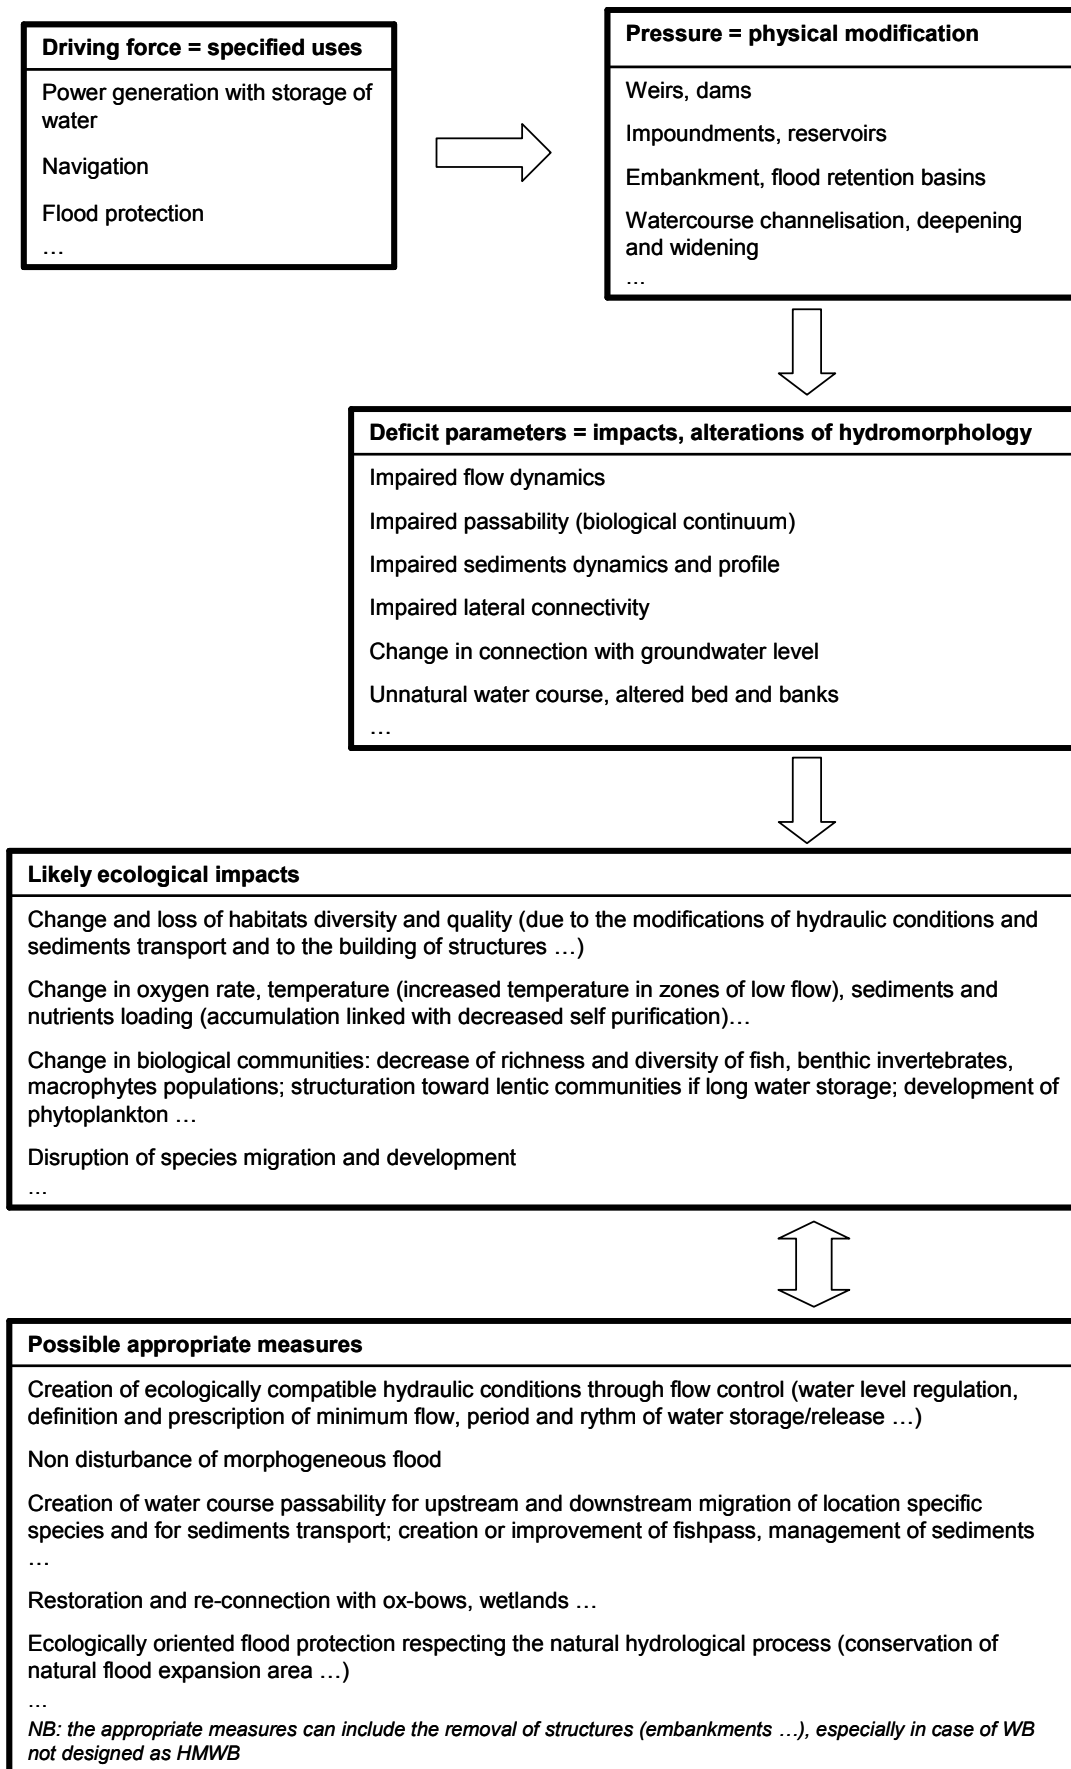 Driving force = specified uses
Power generation with storage of
water
Navigation
Flood protection
…
Pressure = physical modification
Weirs, dams
Impoundments, reservoirs
Embankment, flood retention basins
Watercourse channelisation, deepening
and widening
…
Deficit parameters = impacts, alterations of hydromorphology
Impaired flow dynamics
Impaired passability (biological continuum)
Impaired sediments dynamics and profile
Impaired lateral connectivity
Change in connection with groundwater level
Unnatural water course, altered bed and banks
…
Likely ecological impacts
Change and loss of habitats diversity and quality (due to the modifications of hydraulic conditions and
sediments transport and to the building of structures …)
Change in oxygen rate, temperature (increased temperature in zones of low flow), sediments and
nutrients loading (accumulation linked with decreased self purification)…
Change in biological communities: decrease of richness and diversity of fish, benthic invertebrates,
macrophytes populations; structuration toward lentic communities if long water storage; development of
phytoplankton …
Disruption of species migration and development
…
Possible appropriate measures
Creation of ecologically compatible hydraulic conditions through flow control (water level regulation,
definition and prescription of minimum flow, period and rythm of water storage/release …)
Non disturbance of morphogeneous flood
Creation of water course passability for upstream and downstream migration of location specific
species and for sediments transport; creation or improvement of fishpass, management of sediments
…
Restoration and re-connection with ox-bows, wetlands …
Ecologically oriented flood protection respecting the natural hydrological process (conservation of
natural flood expansion area …)
…
NB: the appropriate measures can include the removal of structures (embankments …), especially in case of WB
not designed as HMWB